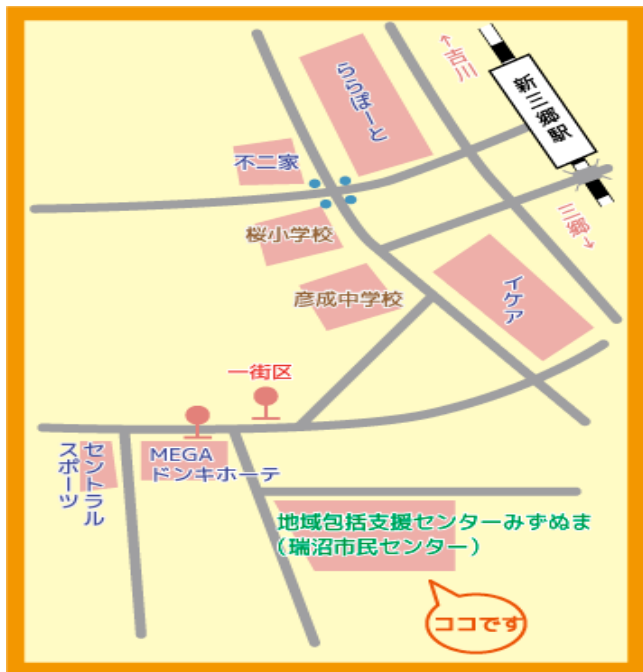 ↑吉川
新三郷駅
三郷→
ららぽーと
不二家
桜小学校
彦成中学校
イケア
一街区
セントラル
スポーツ
MEGA
ドンキホーテ
地域包括支援センターみずぬま
（瑞沼市民センター）
ココです